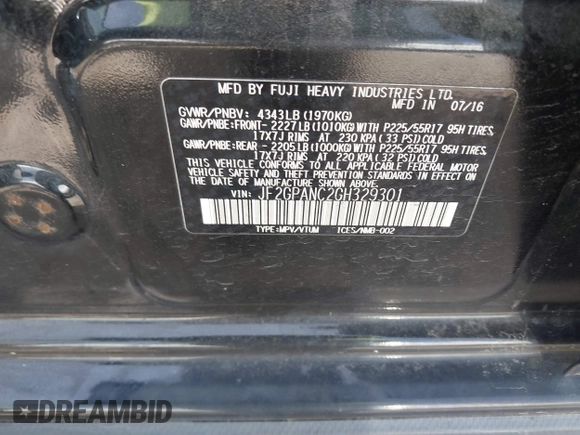 MFD BY FUJI HEAVY INDUSTRIES LTD.
MFD IN 07/16
GVWR/PNBV: 4343LB (1970KG)
GAWR/PNBE:FRONT-2227LB(1010KG)WITH P225/55R17 95H TIRES,
17X7J RIMS AT 230 KPA(33 PSI)COLD
GAWR/PNBE:REAR-2205LB(1000KG)WITH P225/55R17 95H TIRES,
17X7J RIMS AT 220 KPA(32 PSI)COLD
THIS VEHICLE CONFORMS TO ALL APPLICABLE FEDERAL MOTOR
VEHICLE SAFETY AND THEFT PREVENTION STANDARDS IN EFFECT ON
THE DATE OF MANUFACTURE SHOWN ABOVE.
VIN: JF2GPANC2GH329301
TYPE:MPV/VTUM ICES/NMB-002
DREAMBID